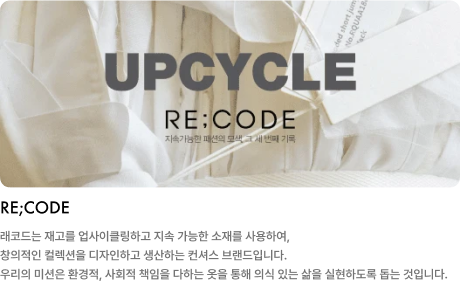 UPCYCLE
RE;CODE
지속가능한 패션의 모색, 그 세 번째 기록
RE;CODE
래코드는 재고를 업사이클링하고 지속 가능한 소재를 사용하여,
창의적인 컬렉션을 디자인하고 생산하는 컨셔스 브랜드입니다.
우리의 미션은 환경적, 사회적 책임을 다하는 옷을 통해 의식 있는 삶을 실현하도록 돕는 것입니다.